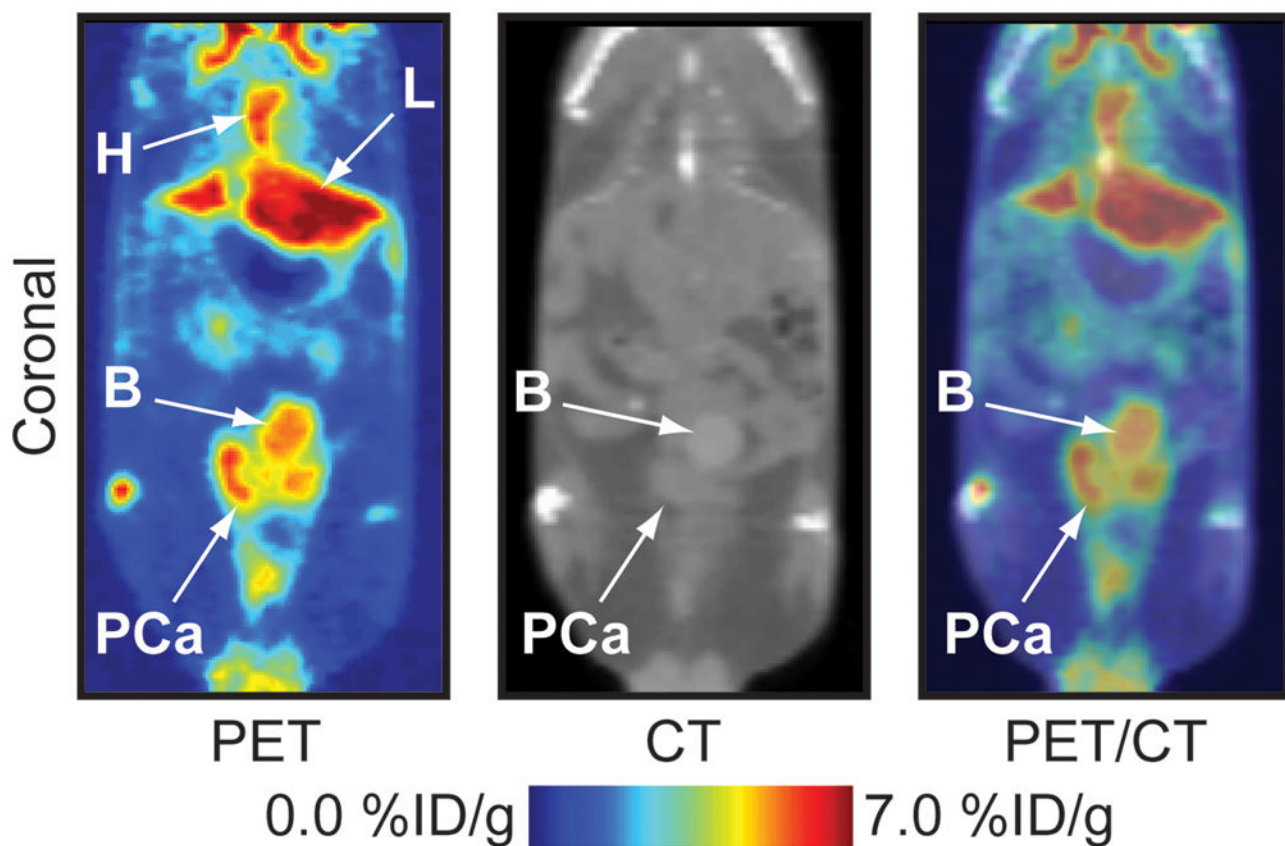 Coronal
H
L
B
PCa
B
PCa
B
PCa
PET
CT
PET/CT
0.0 %ID/g
7.0 %ID/g